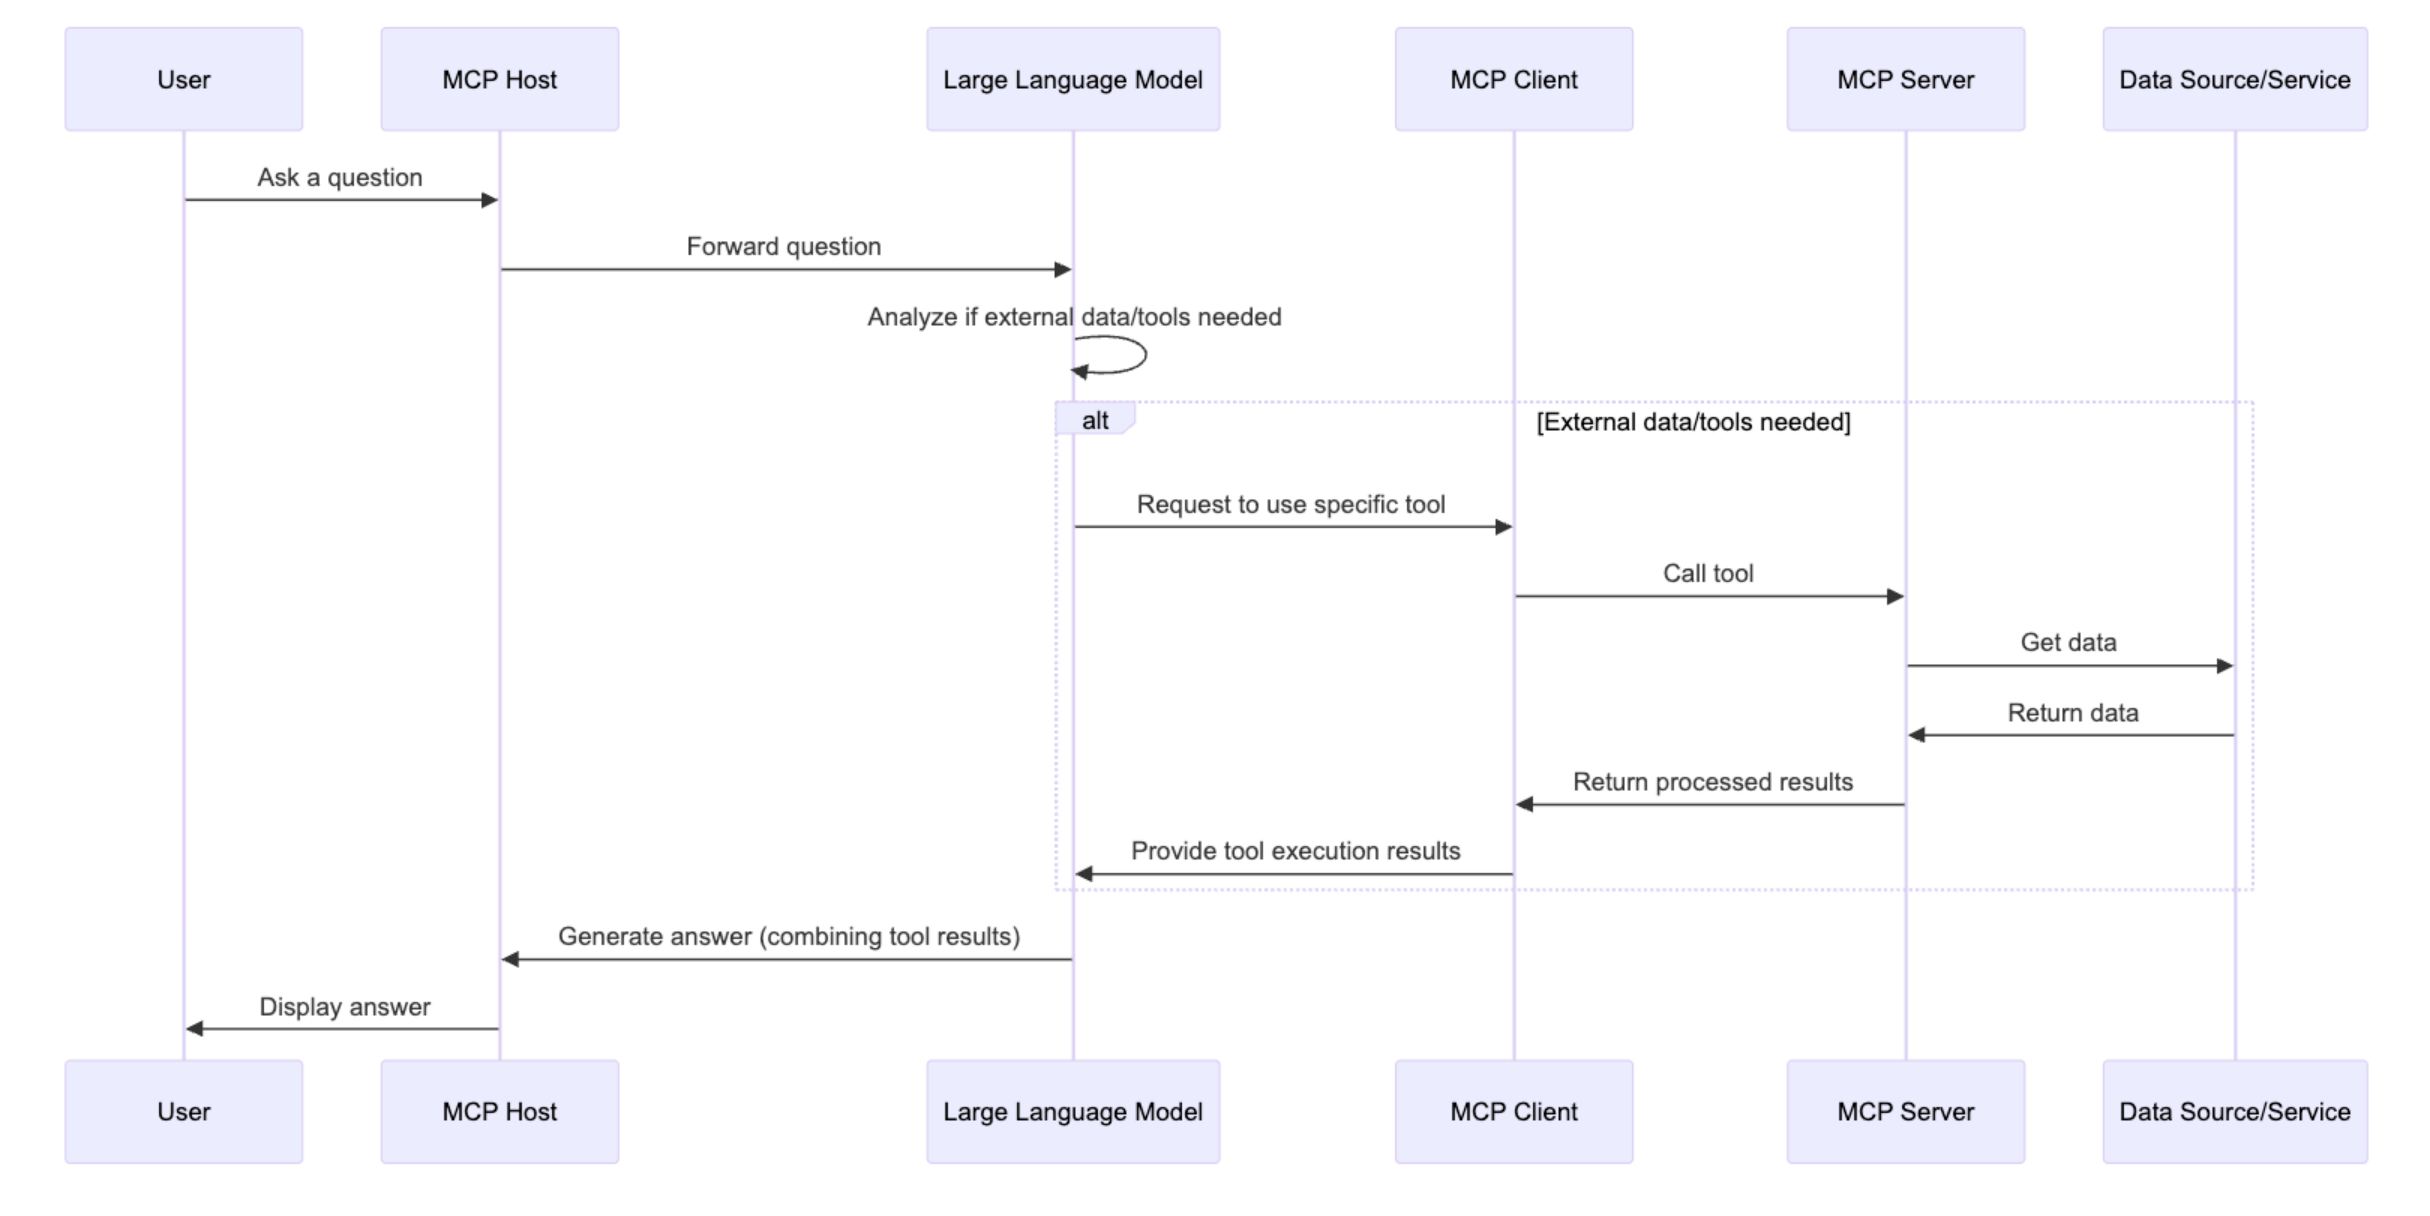 User
MCP Host
Large Language Model
MCP Client
MCP Server
Data Source/Service
Ask a question
Forward question
Analyze if external data/tools needed
alt
[External data/tools needed]
Request to use specific tool
Call tool
Get data
Return data
Return processed results
Provide tool execution results
Generate answer (combining tool results)
Display answer
User
MCP Host
Large Language Model
MCP Client
MCP Server
Data Source/Service